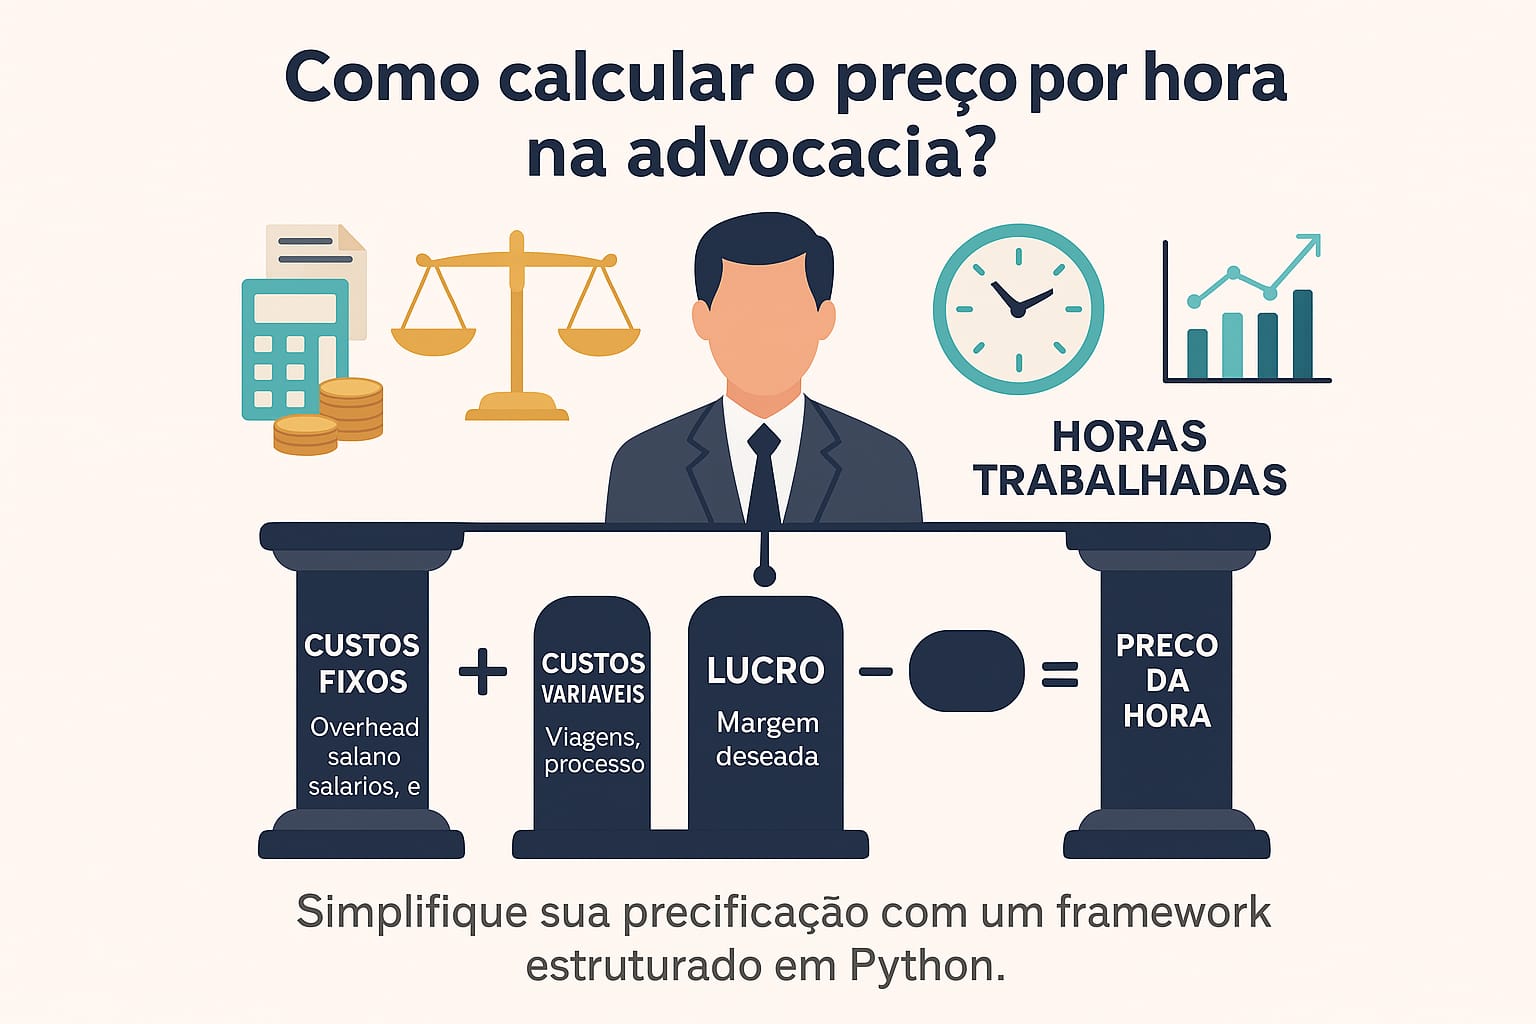 Como calcular o preço por hora
na advocacia?
HORAS
TRABALHADAS
CUSTOS
FIXOS
Overhead
salano
salarios, e
+
CUSTOS
VARIAVEIS
Viagens,
processo
LUCRO
Margem
deseada
−
=
PRECO
DA
HORA
Simplifique sua precificação com um framework
estruturado em Python.